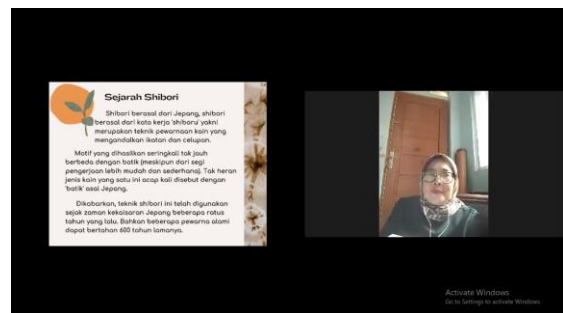 Sejarah Shibori
Shibori berasal dari Jepang, shibori
berasal dari kata kerja 'shiboru' yakni
merupakan teknik pewarnaan kain yang
mengandalkan ikatan dan celupan.
Motif yang dihasilkan seringkali tak jauh
berbeda dengan batik (meskipun dari segi
pengerjaan lebih mudah dan sederhana). Tak heran
jenis kain yang satu ini acap kali disebut dengan
'batik' asal Jepang.
Dikabarkan, teknik shibori ini telah digunakan
sejak zaman kekaisaran Jepang beberapa ratus
tahun yang lalu. Bahkan beberapa pewarna alami
dapat bertahan 600 tahun lamanya.
Activate Windows
Go to Settings to activate Windows.